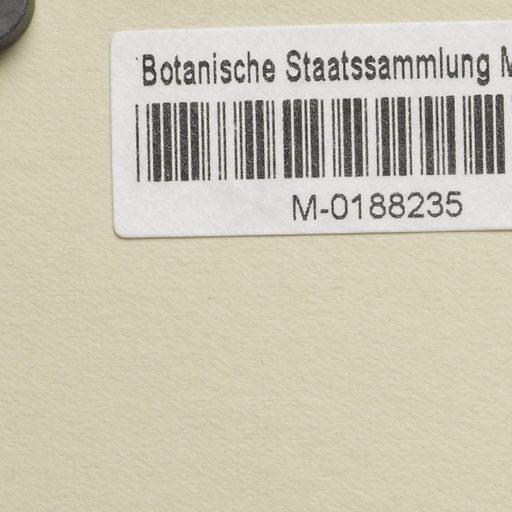 Botanische Staatssammlung M
M-0188235